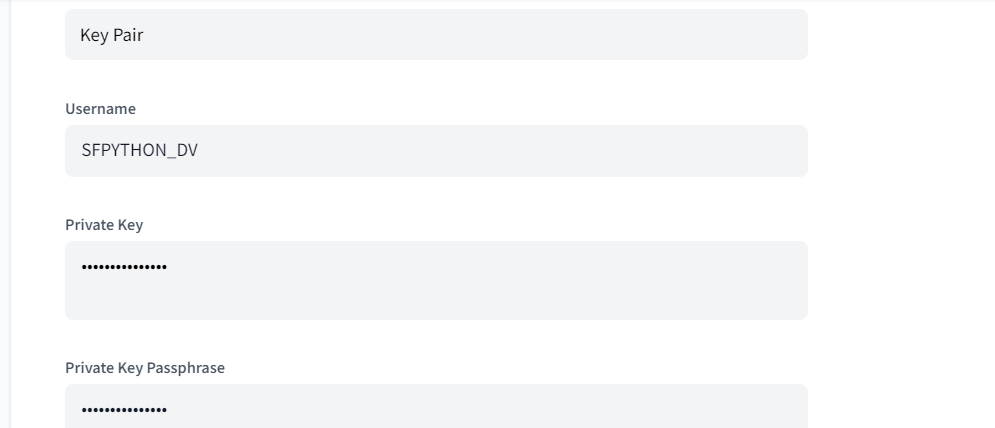 Key Pair
Username
SFPYTHON_DV
Private Key
•••••••••••••••
Private Key Passphrase
•••••••••••••••